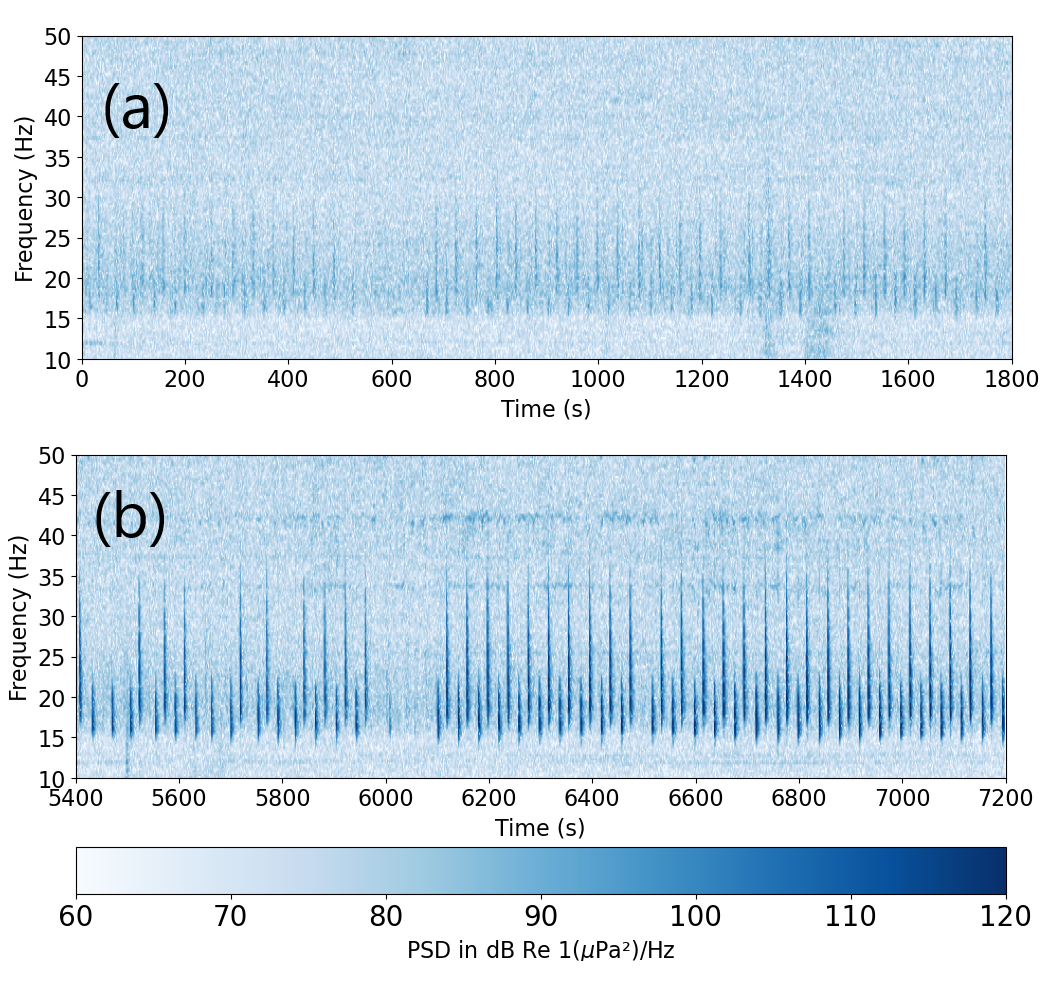 50
45
(a)
40
35
30
25
20
15
10
Frequency (Hz)
0 200 400 600 800 1000 1200 1400 1600 1800
Time (s)
50
45
(b)
40
35
30
25
20
15
10
Frequency (Hz)
5400 5600 5800 6000 6200 6400 6600 6800 7000 7200
Time (s)
60 70 80 90 100 110 120
PSD in dB Re 1(μPa²)/Hz